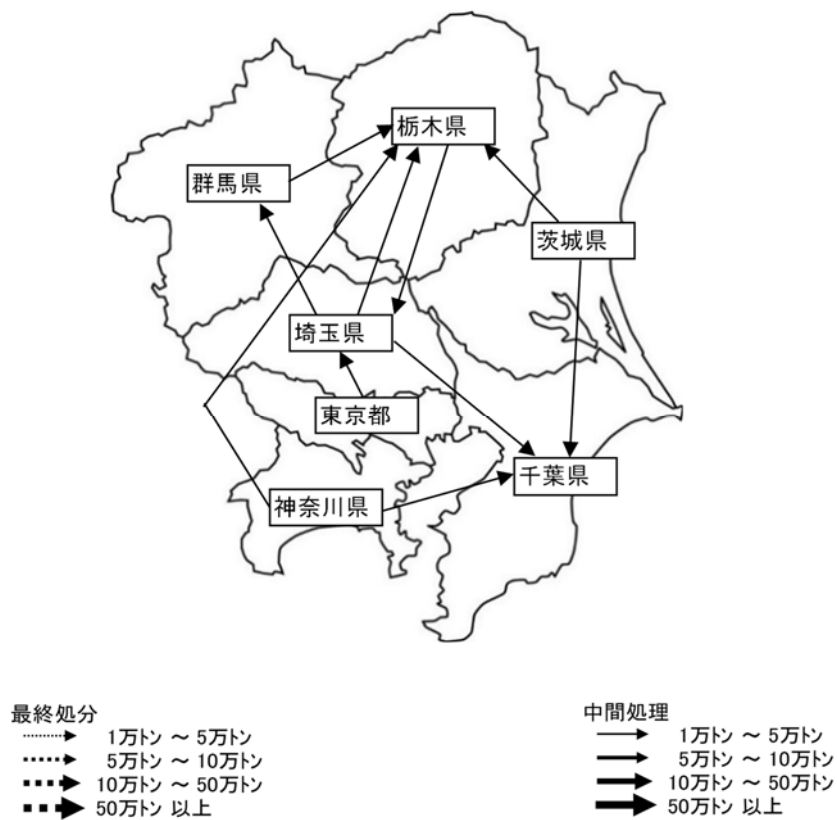 栃木県
群馬県
茨城県
埼玉県
東京都
千葉県
神奈川県
最終処分
1万トン ～ 5万トン
5万トン ～ 10万トン
10万トン ～ 50万トン
50万トン 以上
中間処理
1万トン ～ 5万トン
5万トン ～ 10万トン
10万トン ～ 50万トン
50万トン 以上